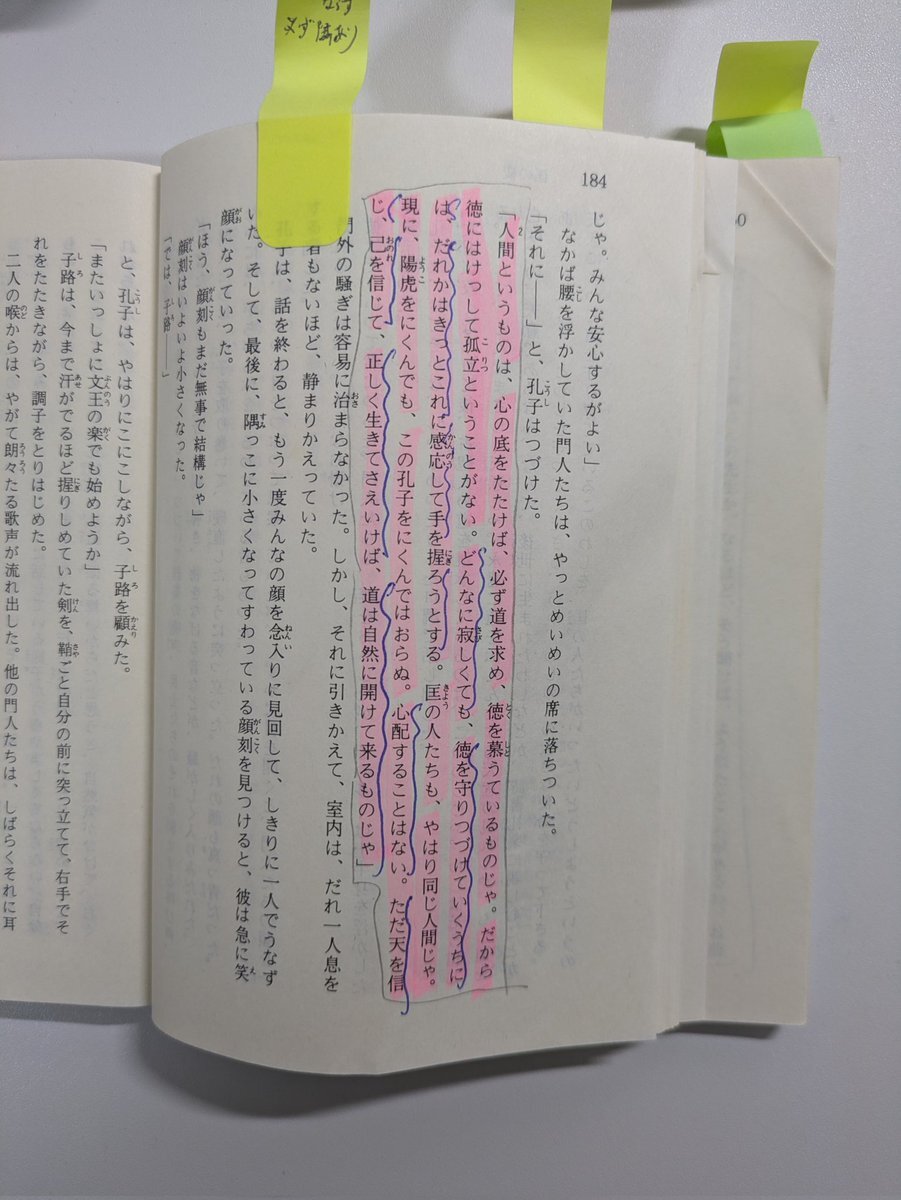 なす
まず隣より
184
じゃ。みんな安心するがよい」
なかば腰を浮かしていた門人たちは、やっとめいめいの席に落ちついた。
「それに――」と、孔子はつづけた。
「人間というものは、心の底をたたけば、必ず道を求め、徳を慕うているものじゃ。だから
徳にはけっして孤立ということがない。どんなに寂しくても、徳を守りつづけていくうちに
は、だれかはきっとこれに感応して手を握ろうとする。匡の人たちも、やはり同じ人間じゃ。
現に、陽虎をにくんでも、この孔子をにくんではおらぬ。心配することはない。ただ天を信
じ、己を信じて、正しく生きてさえいけば、道は自然に開けて来るものじゃ」
門外の騒ぎは容易に治まらなかった。しかし、それに引きかえて、室内は、だれ一人息を
する者もないほど、静まりかえっていた。
孔子は、話を終わると、もう一度みんなの顔を念入りに見回して、しきりに一人でうなず
いた。そして、最後に、隅っこに小さくなってすわっている顔刻を見つけると、彼は急に笑
顔になっていった。
「ほう、顔刻もまだ無事で結構じゃ」
顔刻はいよいよ小さくなった。
「では、子路――」
と、孔子は、やはりにこにこしながら、子路を顧みた。
「またいっしょに文王の楽でも始めようか」
子路は、今まで汗がでるほど握りしめていた剣を、鞘ごと自分の前に突っ立てて、右手でそ
れをたたきながら、調子をとりはじめた。
二人の喉からは、やがて朗々たる歌声が流れ出した。他の門人たちは、しばらくそれに耳